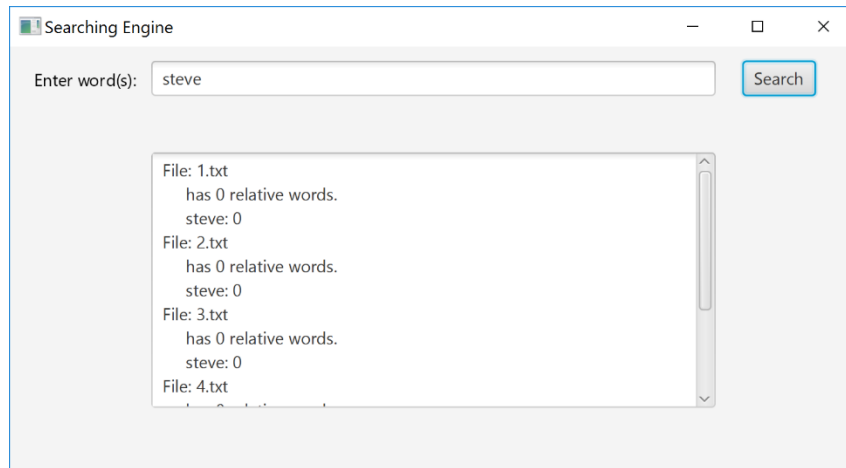 Searching Engine
Enter word(s): steve Search
File: 1.txt
has 0 relative words.
steve: 0
File: 2.txt
has 0 relative words.
steve: 0
File: 3.txt
has 0 relative words.
steve: 0
File: 4.txt